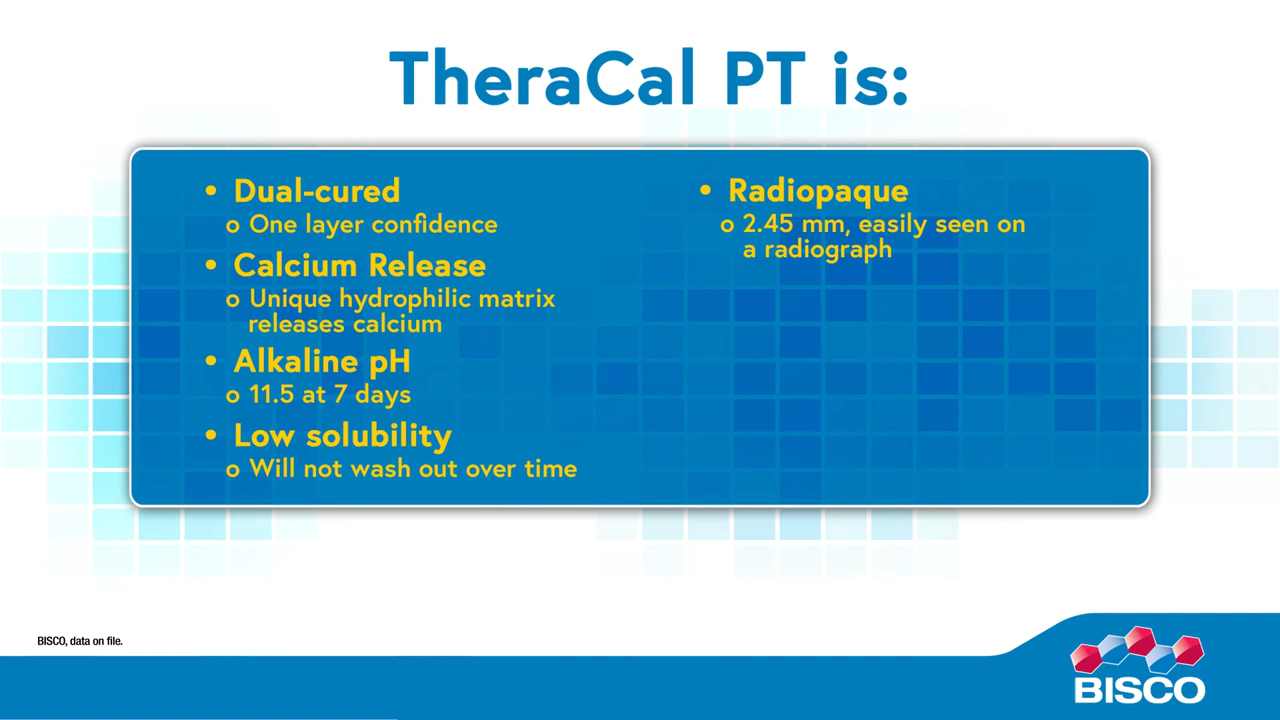 TheraCal PT is:
• Dual-cured
o One layer confidence
• Calcium Release
o Unique hydrophilic matrix
releases calcium
• Alkaline pH
o 11.5 at 7 days
• Low solubility
o Will not wash out over time
• Radiopaque
o 2.45 mm, easily seen on
a radiograph
BISCO, data on file.
BISCO